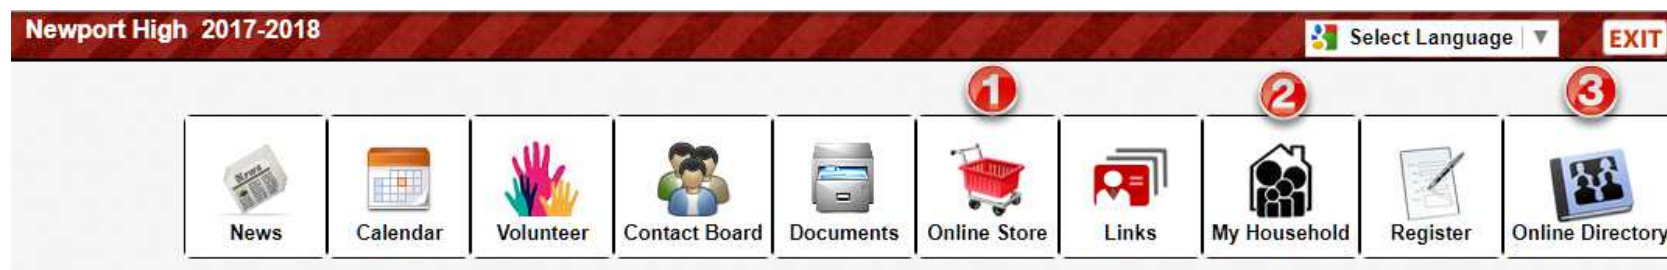 Newport High 2017-2018
Select Language
EXIT
1
2
3
News
News
Calendar
Volunteer
Contact Board
Documents
Online Store
Links
My Household
Register
Online Directory